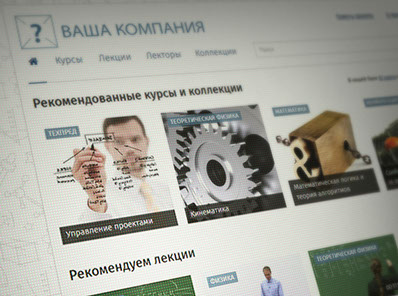 ?
ВАША КОМПАНИЯ
Курсы Лекции Лекторы Коллекции
Рекомендованные курсы и коллекции
ТЕХПРЕД
ТЕОРЕТИЧЕСКАЯ ФИЗИКА
МАТЕМАТИКА
Управление проектами
Кинематика
Математическая логика и
теория алгоритмов
Рекомендуем лекции
ФИЗИКА
ТЕОРЕТИЧЕСКАЯ ФИЗИКА